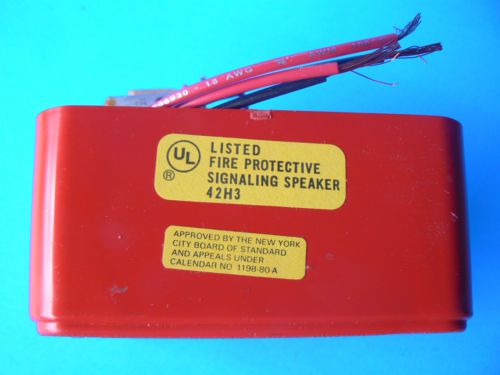 18 AWG
UL
®
LISTED
FIRE PROTECTIVE
SIGNALING SPEAKER
42H3
APPROVED BY THE NEW YORK
CITY BOARD OF STANDARD
AND APPEALS UNDER
CALENDAR NO. 1198-80-A